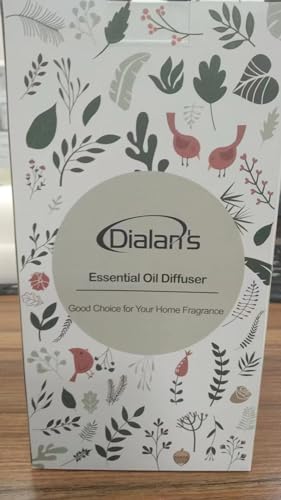 Dialan's
Essential Oil Diffuser
Good Choice for Your Home Fragrance